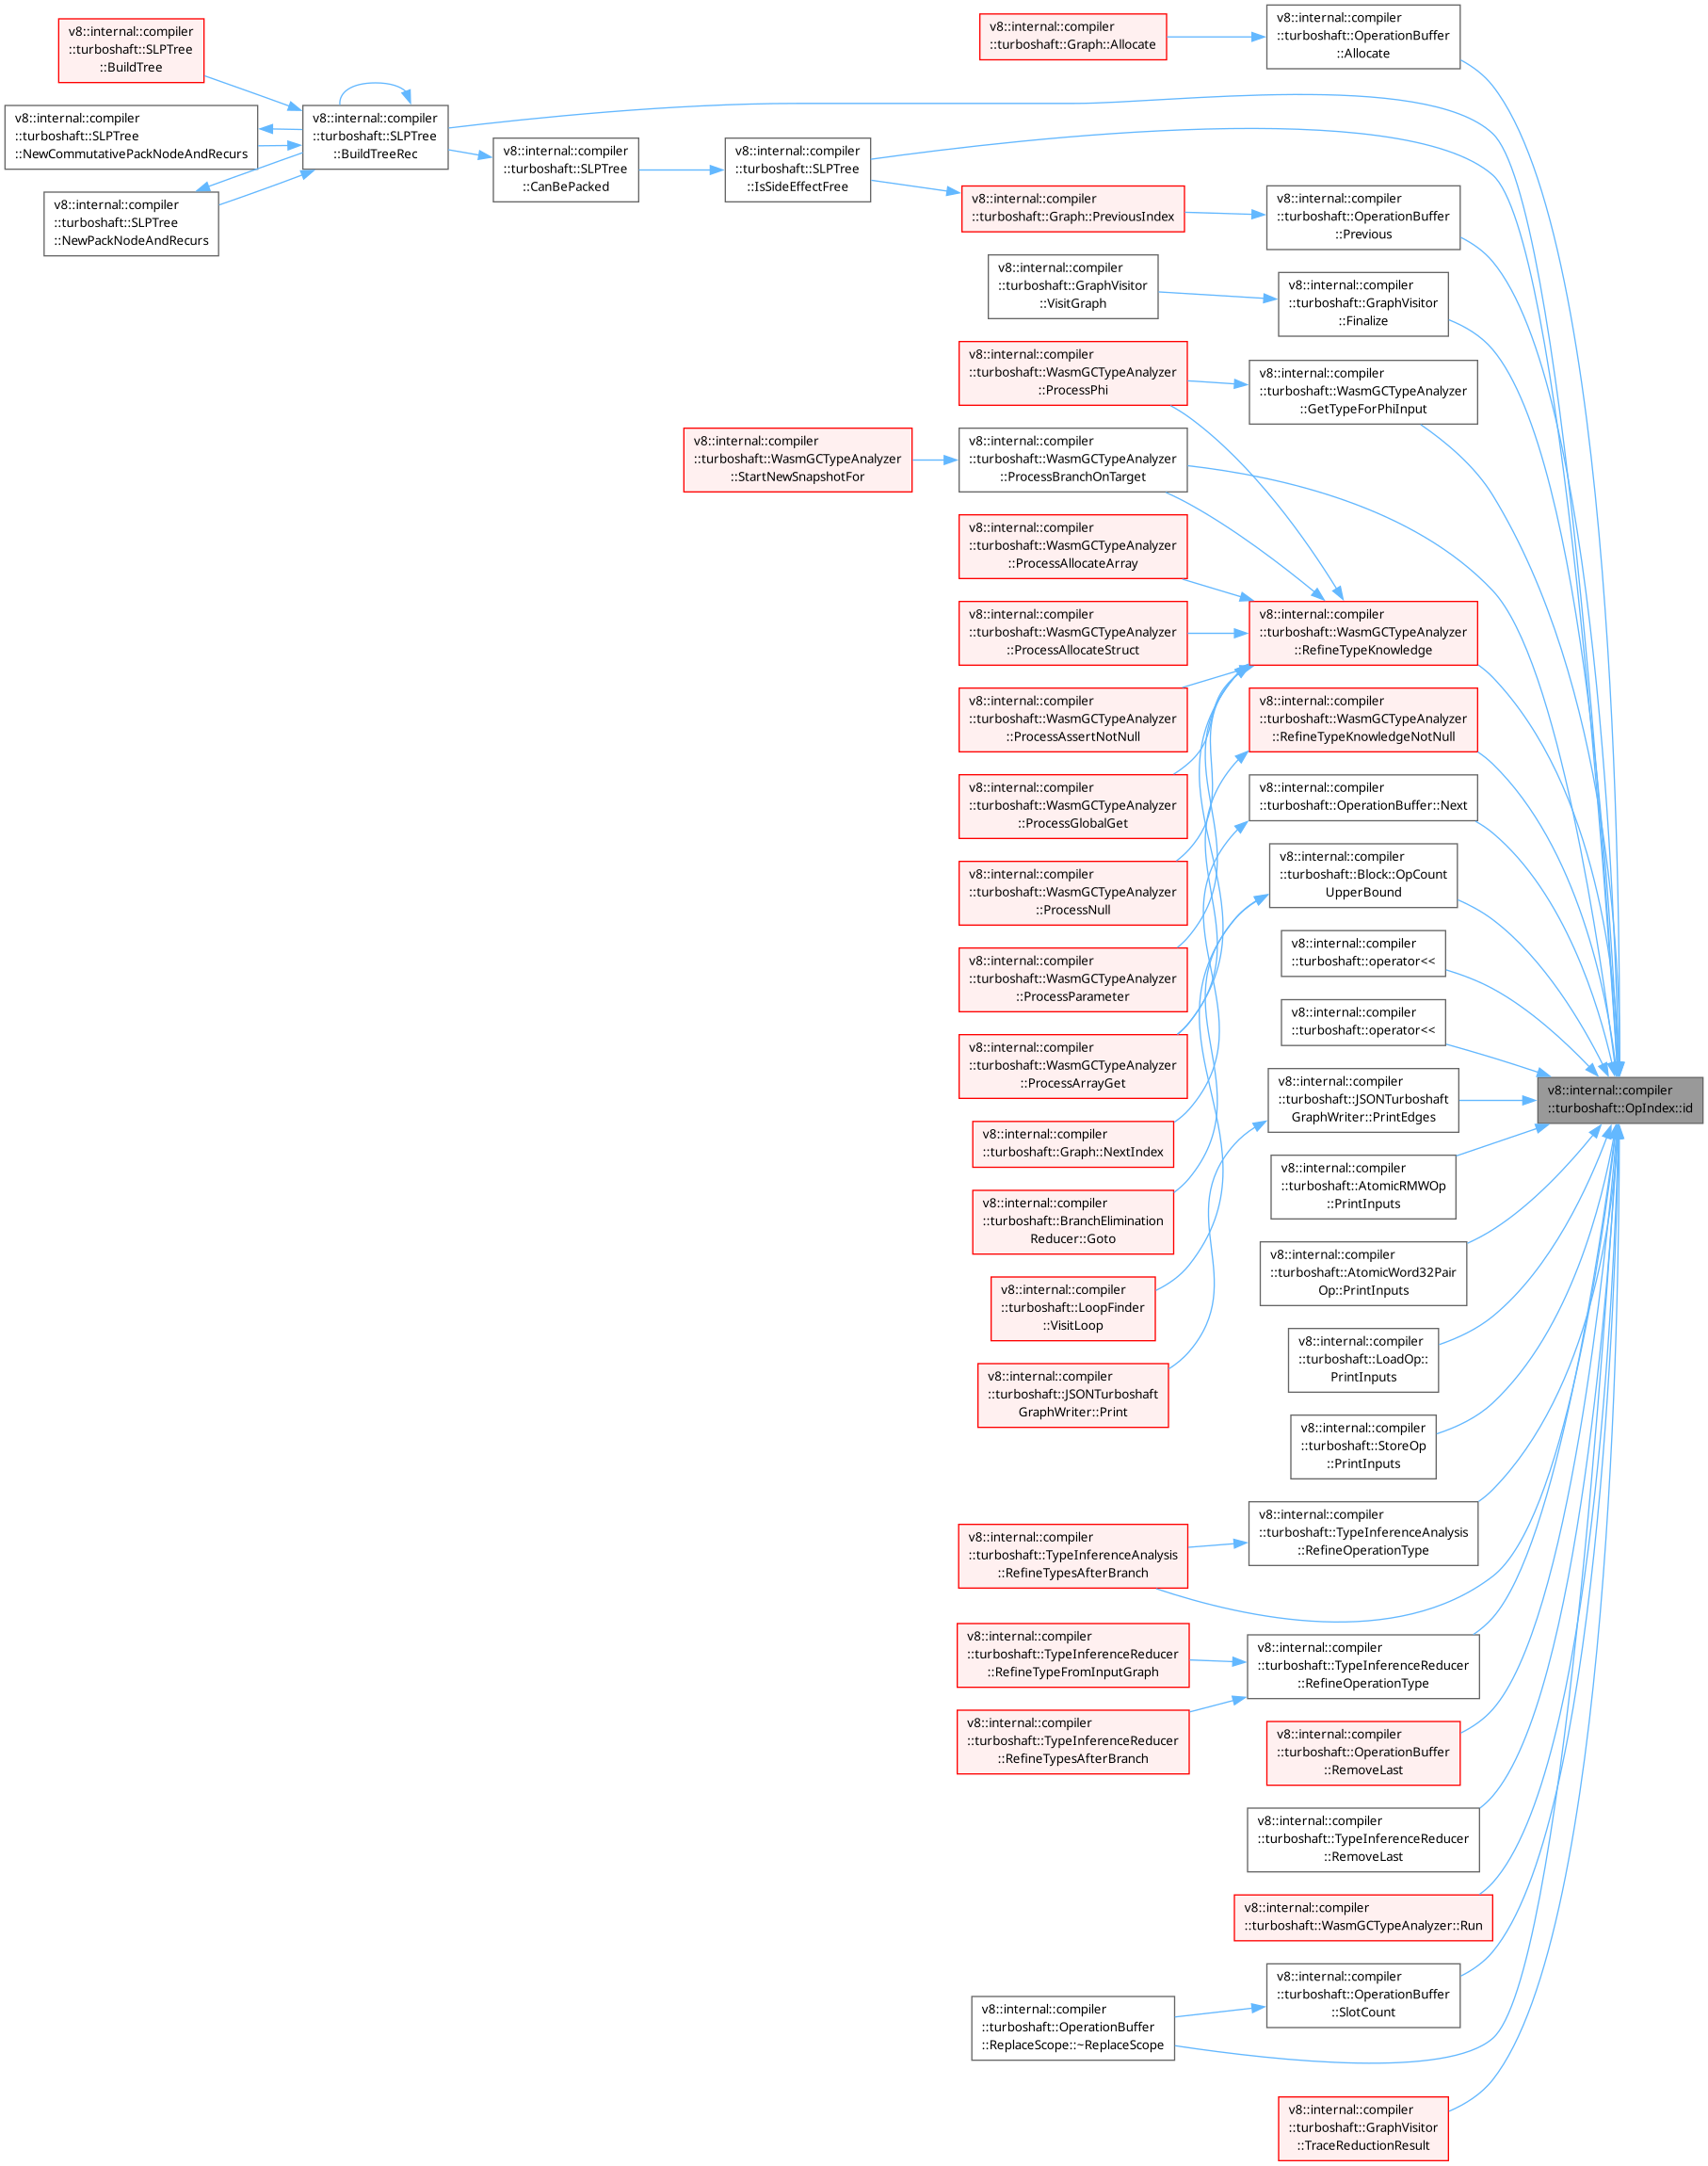 v8::internal::compiler
::turboshaft::SLPTree
::BuildTree
v8::internal::compiler
::turboshaft::SLPTree
::NewCommutativePackNodeAndRecurs
v8::internal::compiler
::turboshaft::SLPTree
::NewPackNodeAndRecurs
v8::internal::compiler
::turboshaft::SLPTree
::BuildTreeRec
v8::internal::compiler
::turboshaft::SLPTree
::CanBePacked
v8::internal::compiler
::turboshaft::SLPTree
::IsSideEffectFree
v8::internal::compiler
::turboshaft::Graph::Allocate
v8::internal::compiler
::turboshaft::OperationBuffer
::Allocate
v8::internal::compiler
::turboshaft::Graph::PreviousIndex
v8::internal::compiler
::turboshaft::OperationBuffer
::Previous
v8::internal::compiler
::turboshaft::GraphVisitor
::VisitGraph
v8::internal::compiler
::turboshaft::GraphVisitor
::Finalize
v8::internal::compiler
::turboshaft::WasmGCTypeAnalyzer
::ProcessPhi
v8::internal::compiler
::turboshaft::WasmGCTypeAnalyzer
::GetTypeForPhiInput
v8::internal::compiler
::turboshaft::WasmGCTypeAnalyzer
::StartNewSnapshotFor
v8::internal::compiler
::turboshaft::WasmGCTypeAnalyzer
::ProcessBranchOnTarget
v8::internal::compiler
::turboshaft::WasmGCTypeAnalyzer
::ProcessAllocateArray
v8::internal::compiler
::turboshaft::WasmGCTypeAnalyzer
::ProcessAllocateStruct
v8::internal::compiler
::turboshaft::WasmGCTypeAnalyzer
::RefineTypeKnowledge
v8::internal::compiler
::turboshaft::WasmGCTypeAnalyzer
::ProcessAssertNotNull
v8::internal::compiler
::turboshaft::WasmGCTypeAnalyzer
::RefineTypeKnowledgeNotNull
v8::internal::compiler
::turboshaft::WasmGCTypeAnalyzer
::ProcessGlobalGet
v8::internal::compiler
::turboshaft::OperationBuffer::Next
v8::internal::compiler
::turboshaft::WasmGCTypeAnalyzer
::ProcessNull
v8::internal::compiler
::turboshaft::Block::OpCount
UpperBound
v8::internal::compiler
::turboshaft::WasmGCTypeAnalyzer
::ProcessParameter
v8::internal::compiler
::turboshaft::operator<<
v8::internal::compiler
::turboshaft::operator<<
v8::internal::compiler
::turboshaft::WasmGCTypeAnalyzer
::ProcessArrayGet
v8::internal::compiler
::turboshaft::JSONTurboshaft
GraphWriter::PrintEdges
v8::internal::compiler
::turboshaft::OpIndex::id
v8::internal::compiler
::turboshaft::Graph::NextIndex
v8::internal::compiler
::turboshaft::AtomicRMWOp
::PrintInputs
v8::internal::compiler
::turboshaft::BranchElimination
Reducer::Goto
v8::internal::compiler
::turboshaft::AtomicWord32Pair
Op::PrintInputs
v8::internal::compiler
::turboshaft::LoopFinder
::VisitLoop
v8::internal::compiler
::turboshaft::LoadOp::
PrintInputs
v8::internal::compiler
::turboshaft::JSONTurboshaft
GraphWriter::Print
v8::internal::compiler
::turboshaft::StoreOp
::PrintInputs
v8::internal::compiler
::turboshaft::TypeInferenceAnalysis
::RefineTypesAfterBranch
v8::internal::compiler
::turboshaft::TypeInferenceAnalysis
::RefineOperationType
v8::internal::compiler
::turboshaft::TypeInferenceReducer
::RefineTypeFromInputGraph
v8::internal::compiler
::turboshaft::TypeInferenceReducer
::RefineOperationType
v8::internal::compiler
::turboshaft::TypeInferenceReducer
::RefineTypesAfterBranch
v8::internal::compiler
::turboshaft::OperationBuffer
::RemoveLast
v8::internal::compiler
::turboshaft::TypeInferenceReducer
::RemoveLast
v8::internal::compiler
::turboshaft::WasmGCTypeAnalyzer::Run
v8::internal::compiler
::turboshaft::OperationBuffer
::SlotCount
v8::internal::compiler
::turboshaft::OperationBuffer
::ReplaceScope::~ReplaceScope
v8::internal::compiler
::turboshaft::GraphVisitor
::TraceReductionResult